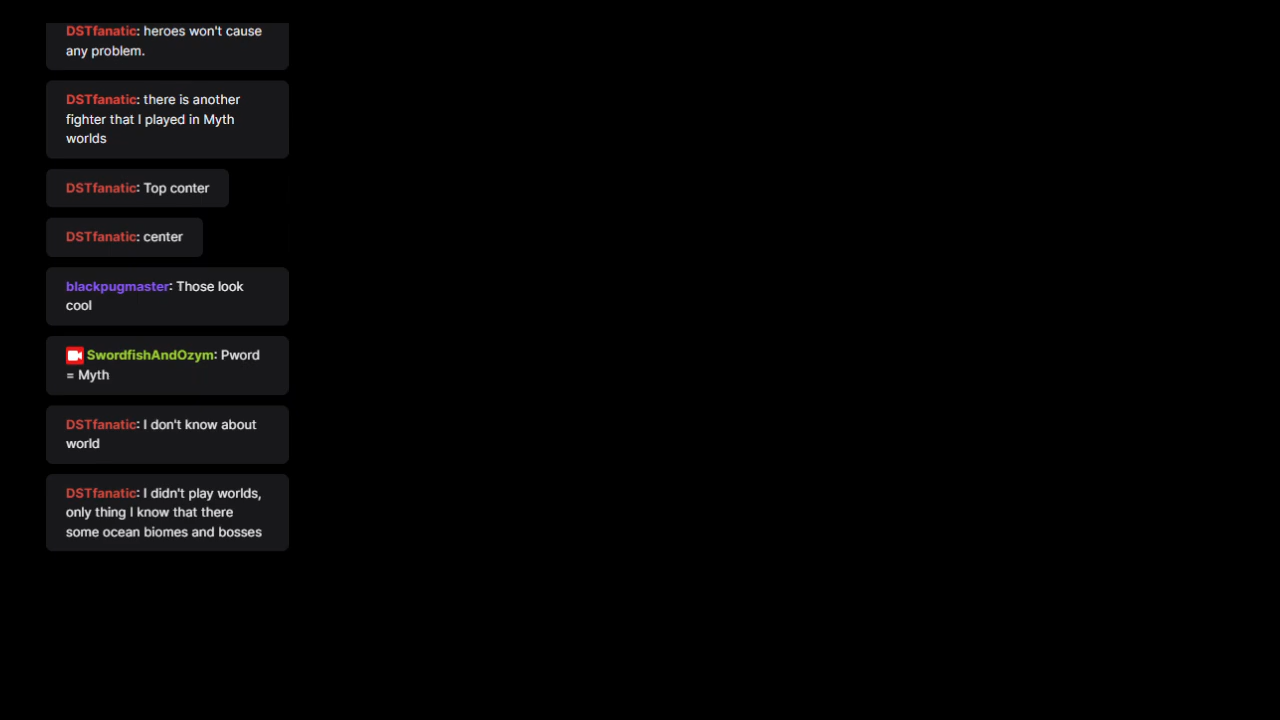 DSTfanatic: heroes won't cause
any problem.
DSTfanatic: there is another
fighter that I played in Myth
worlds
DSTfanatic: Top conter
DSTfanatic: center
blackpugmaster: Those look
cool
SwordfishAndOzym: Pword
= Myth
DSTfanatic: I don't know about
world
DSTfanatic: I didn't play worlds,
only thing I know that there
some ocean biomes and bosses